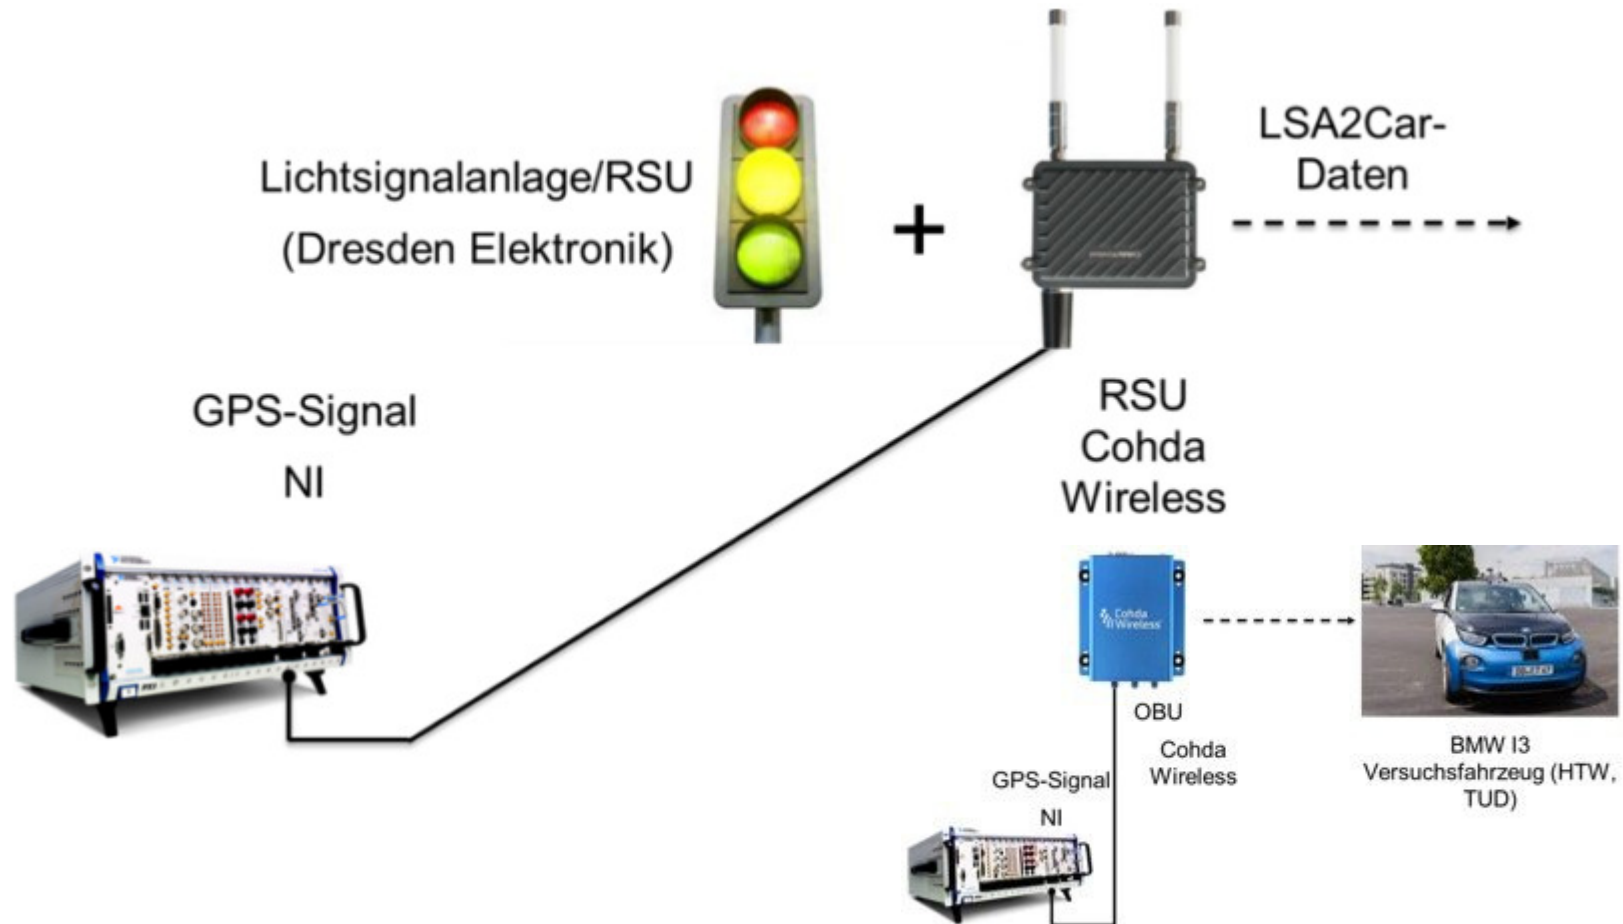 Lichtsignalanlage/RSU
(Dresden Elektronik)
LSA2Car-
Daten
GPS-Signal
NI
RSU
Cohda
Wireless
Cohda
Wireless
OBU
Cohda
Wireless
GPS-Signal
NI
BMW I3
Versuchsfahrzeug (HTW,
TUD)